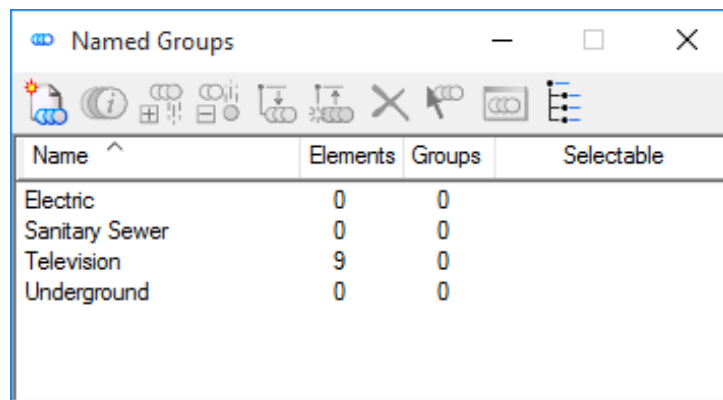 Named Groups
Name Elements Groups Selectable
Electric 0 0
Sanitary Sewer 0 0
Television 9 0
Underground 0 0